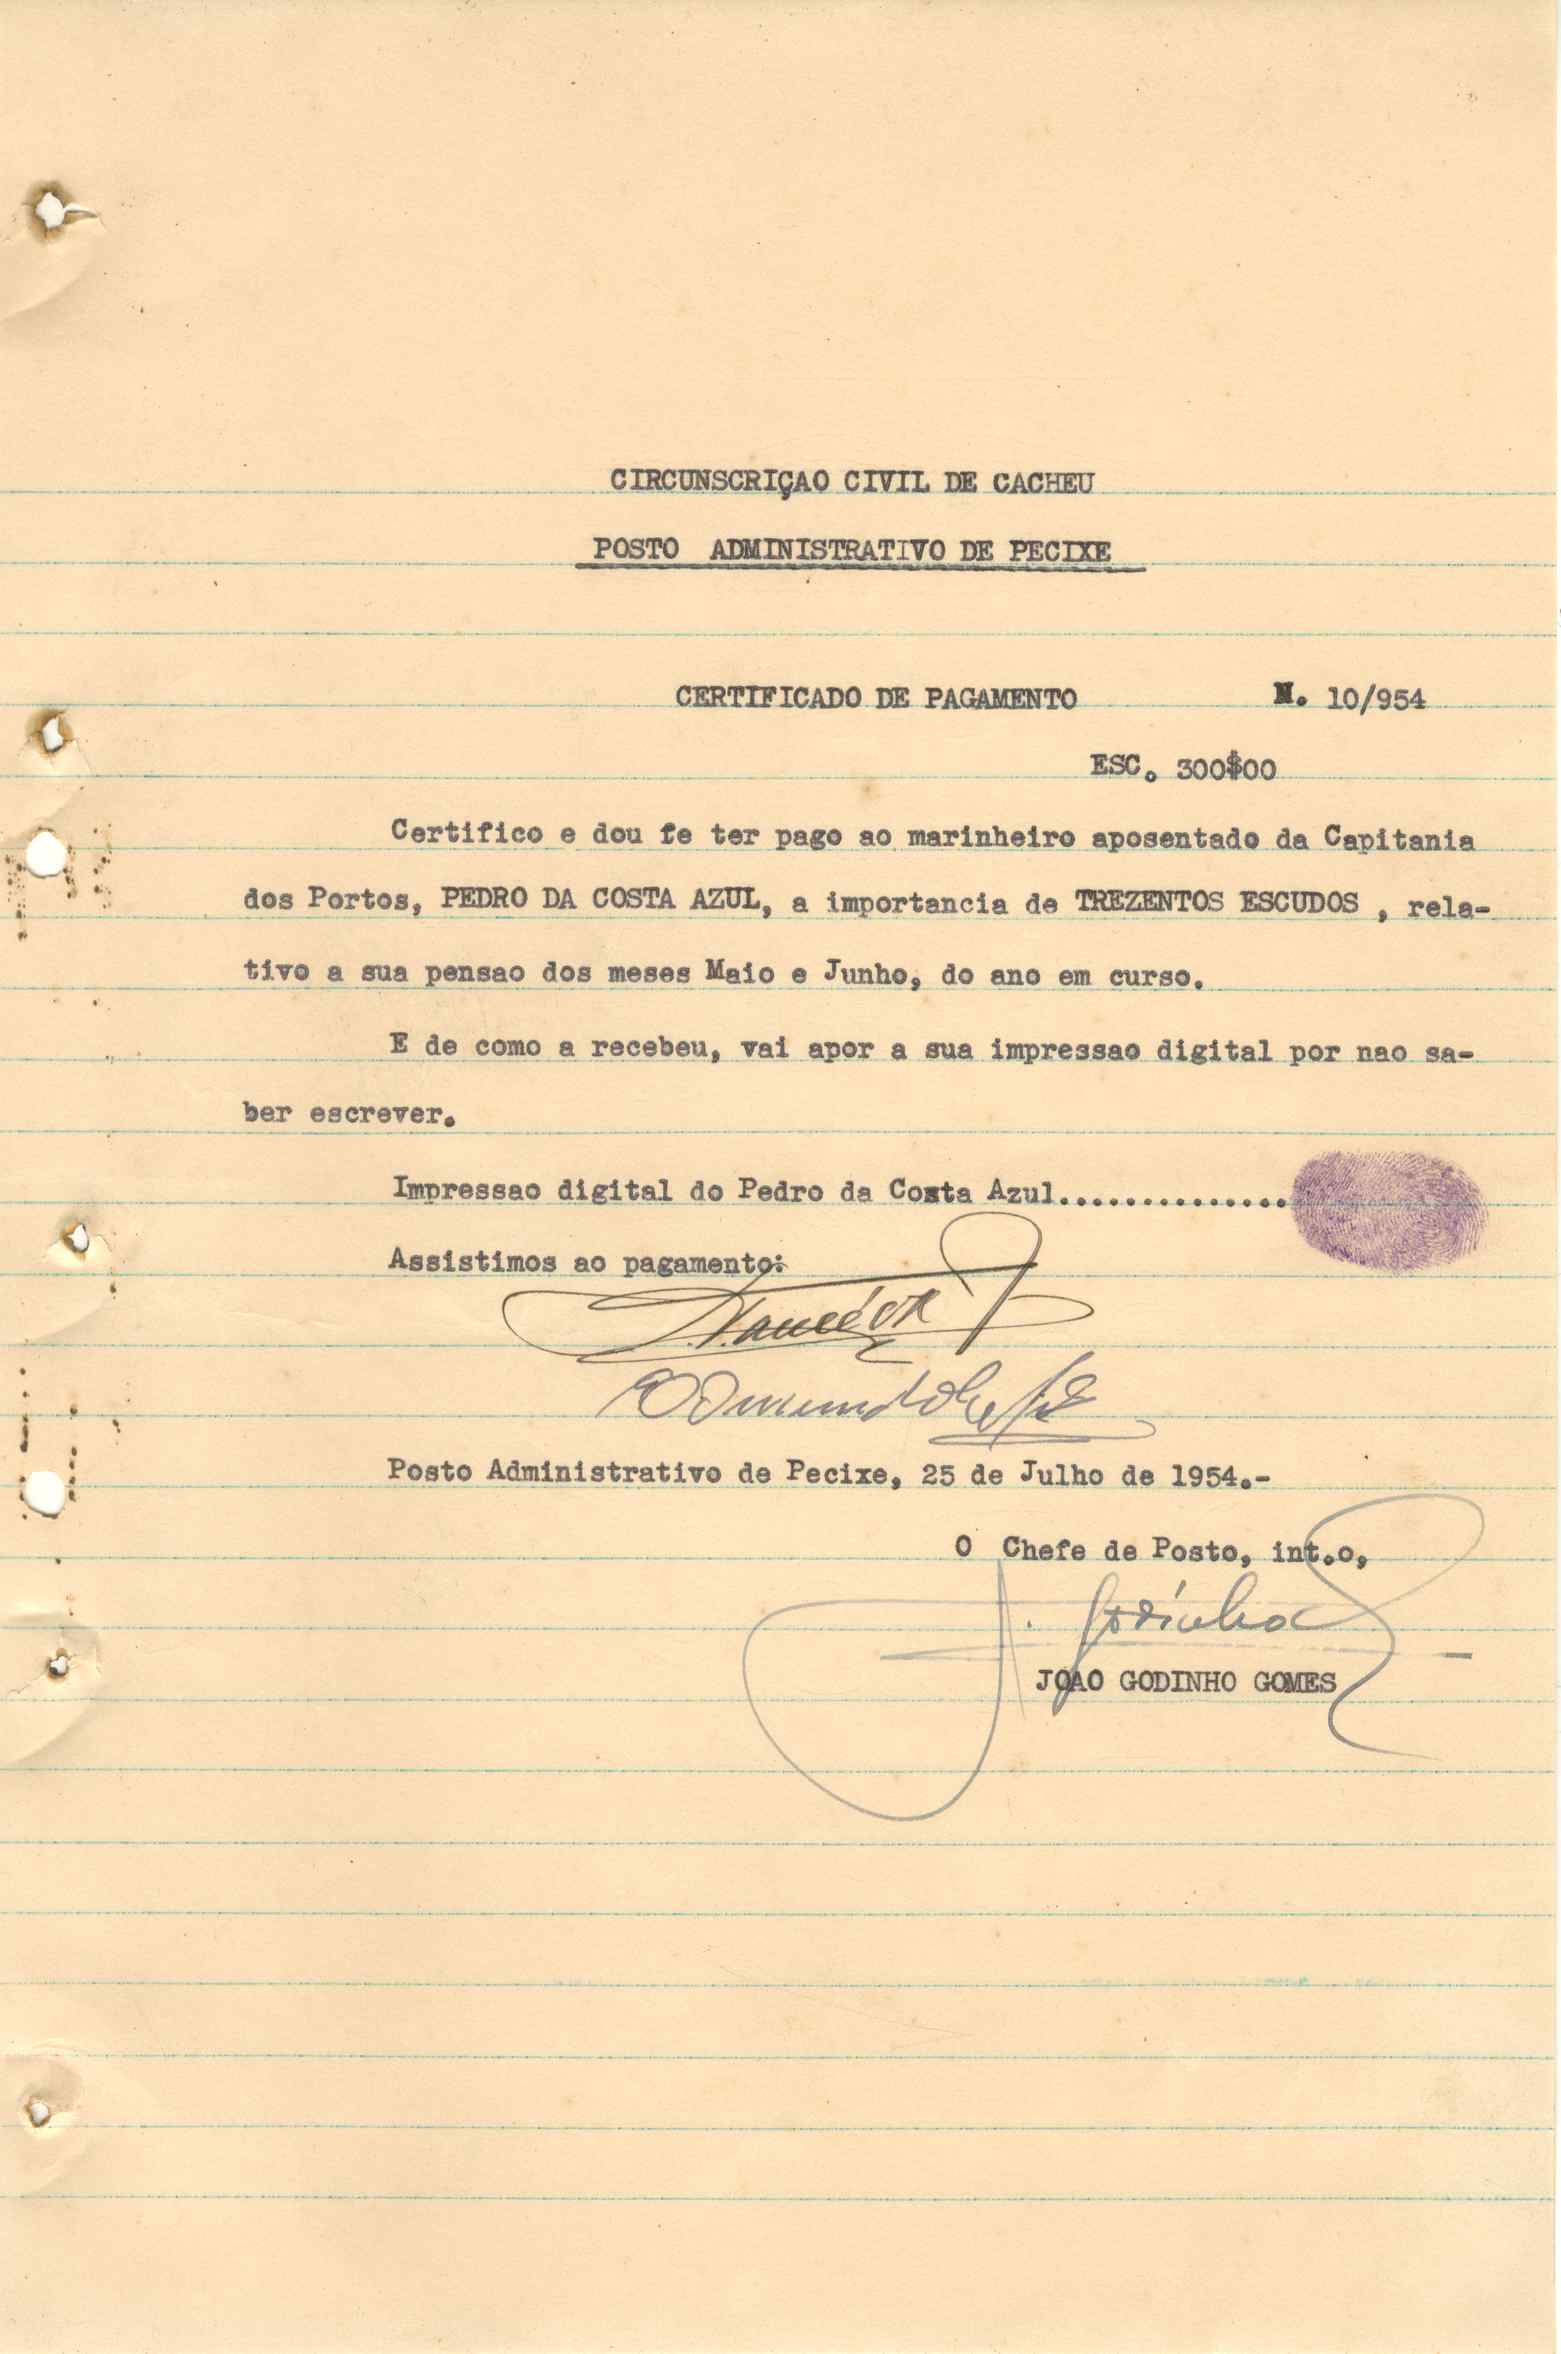 CIRCUNSCRIÇAO CIVIL DE CACHEU
POSTO ADMINISTRATIVO DE PECIXE
CERTIFICADO DE PAGAMENTO N. 10/954
ESC. 300$00
Certifico e dou fe ter pago ao marinheiro aposentado da Capitania
dos Portos, PEDRO DA COSTA AZUL, a importancia de TREZENTOS ESCUDOS , rela-
tivo a sua pensao dos meses Maio e Junho, do ano em curso.
E de como a recebeu, vai apor a sua impressao digital por nao sa-
ber escrever.
Impressao digital do Pedro da Costa Azul..............
Assistimos ao pagamento:
Posto Administrativo de Pecixe, 25 de Julho de 1954.-
O Chefe de Posto, int.o,
J. Godinho
JOAO GODINHO GOMES